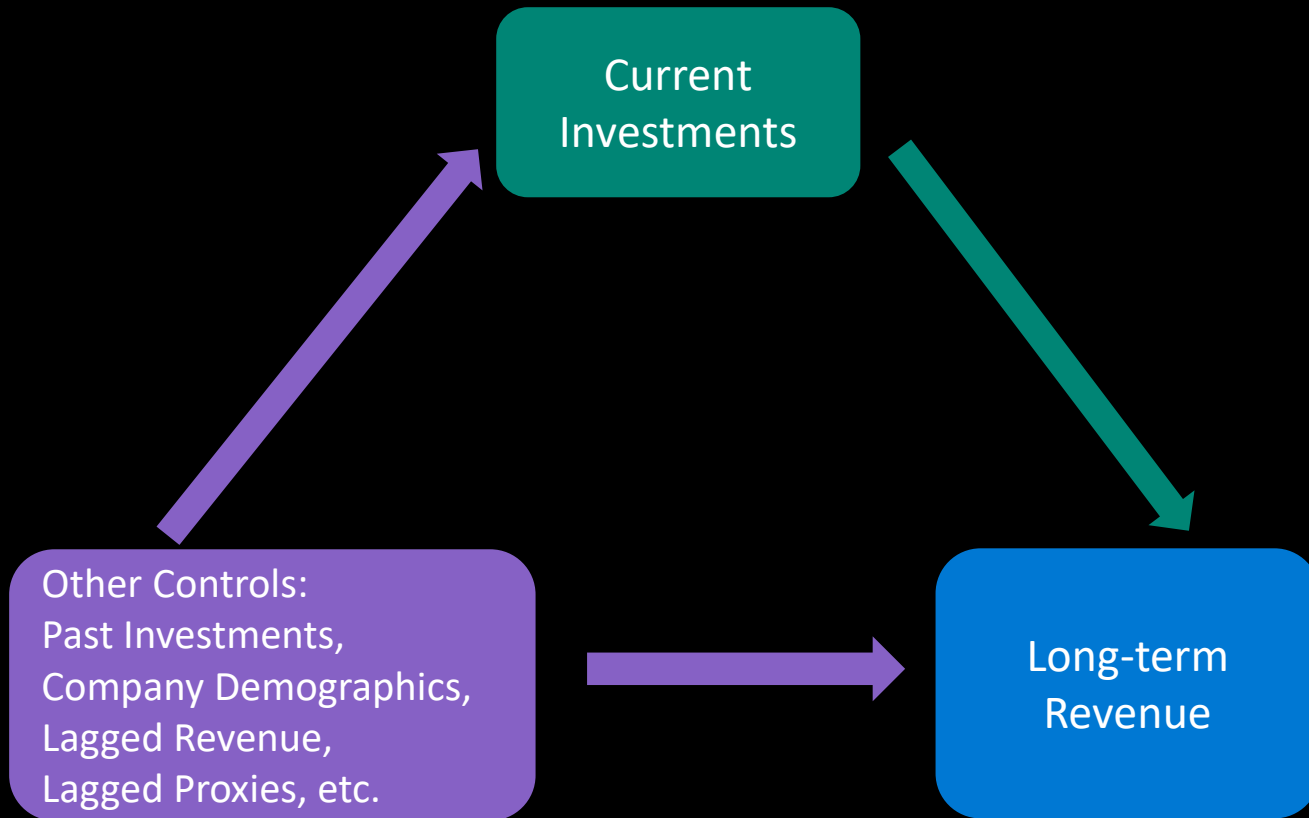 Current
Investments
Other Controls:
Past Investments,
Company Demographics,
Lagged Revenue,
Lagged Proxies, etc.
Long-term
Revenue